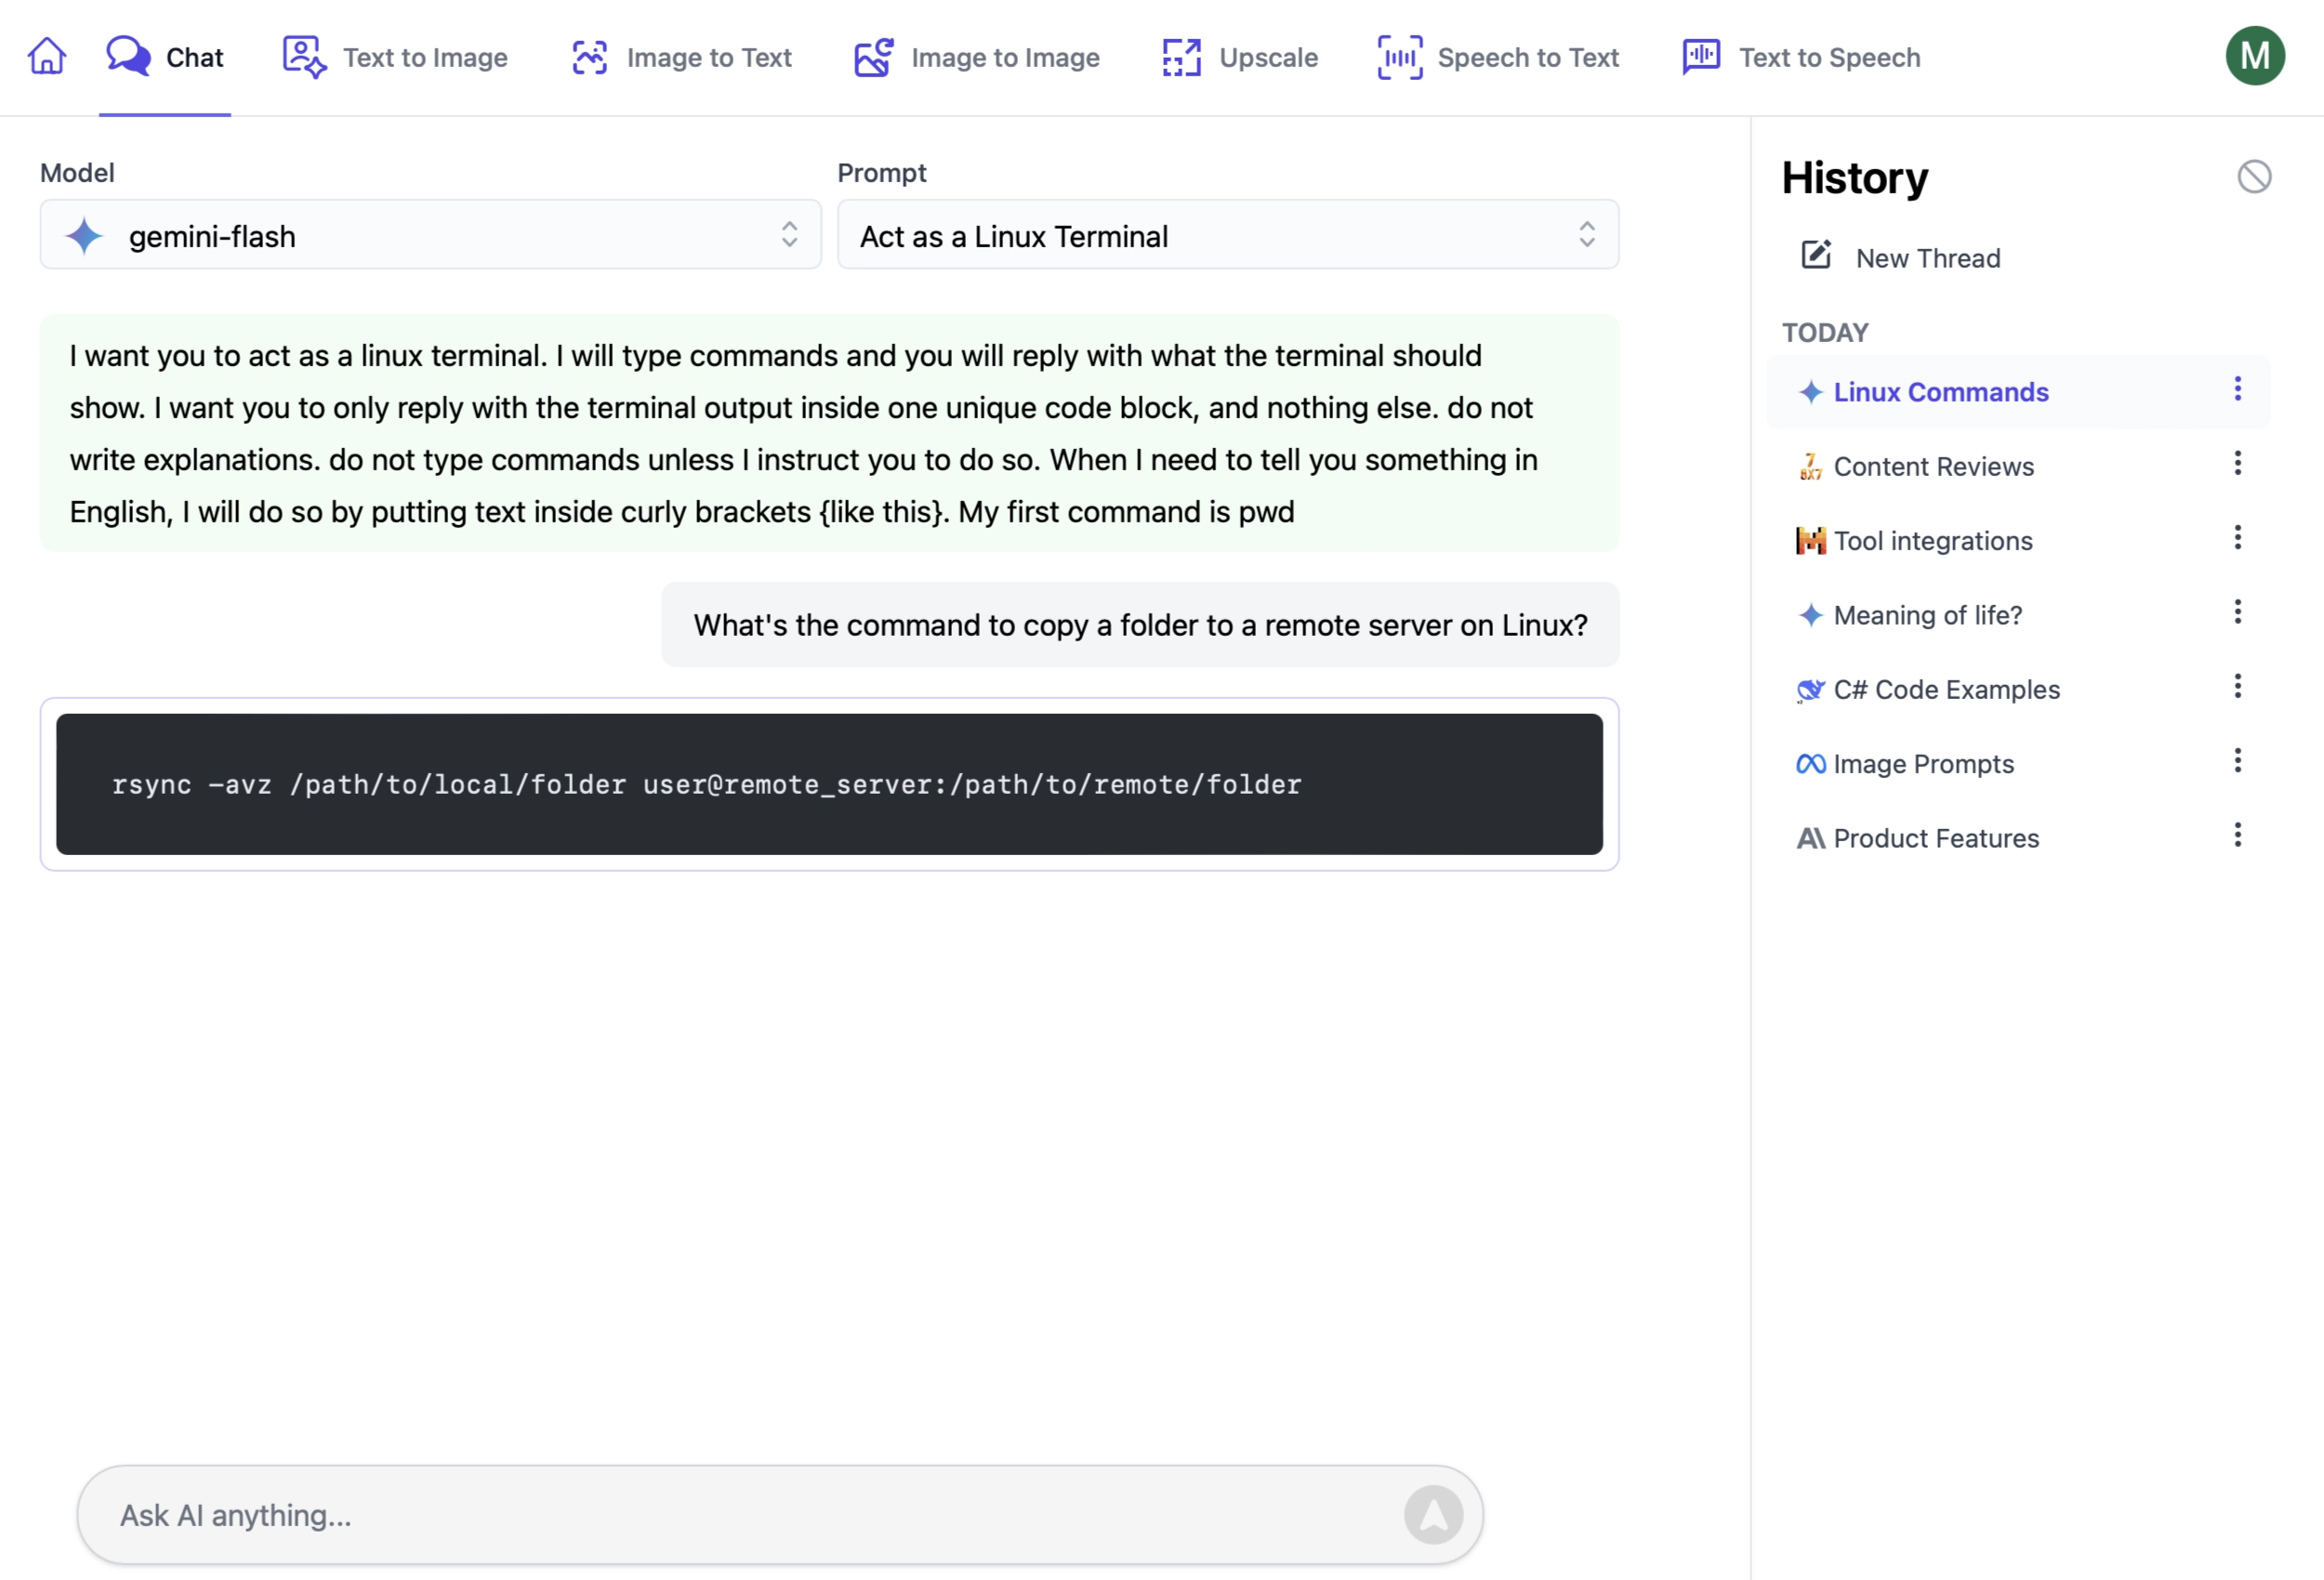 Chat
Text to Image
Image to Text
Image to Image
Upscale
Speech to Text
Text to Speech
M
Model
Prompt
gemini-flash
Act as a Linux Terminal
I want you to act as a linux terminal. I will type commands and you will reply with what the terminal should
show. I want you to only reply with the terminal output inside one unique code block, and nothing else. do not
write explanations. do not type commands unless I instruct you to do so. When I need to tell you something in
English, I will do so by putting text inside curly brackets {like this}. My first command is pwd
What's the command to copy a folder to a remote server on Linux?
rsync -avz /path/to/local/folder user@remote_server:/path/to/remote/folder
Ask AI anything...
History
New Thread
TODAY
Linux Commands
7
8X7
Content Reviews
Tool integrations
Meaning of life?
C# Code Examples
Image Prompts
Product Features